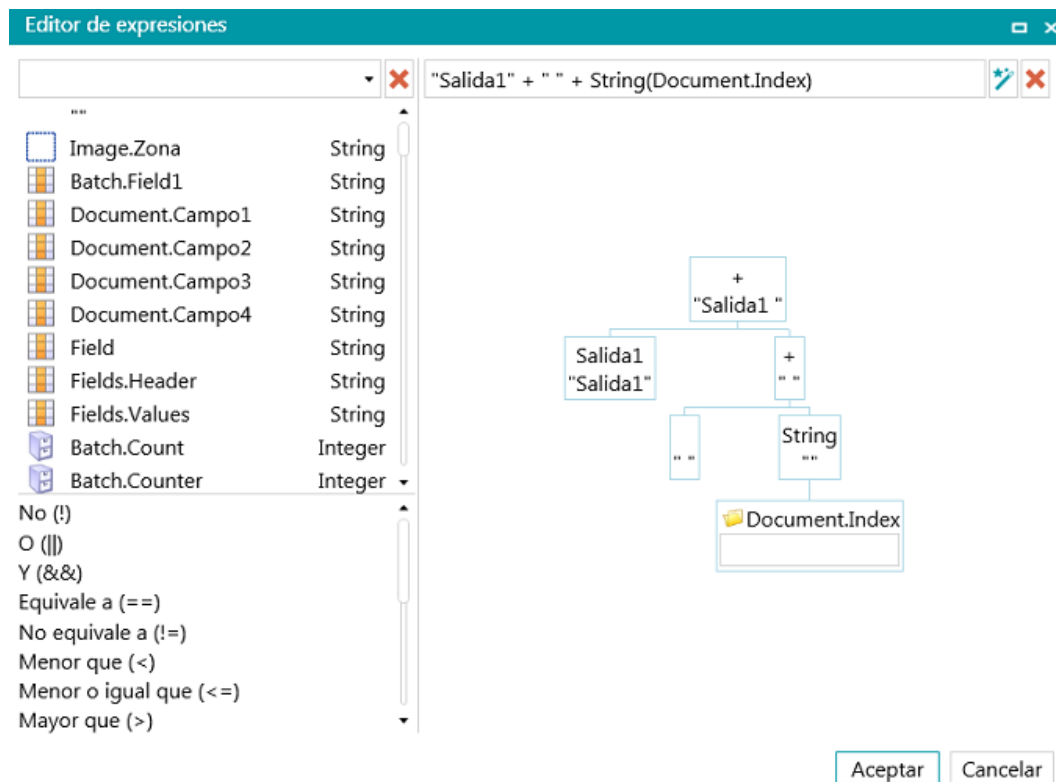 Editor de expresiones
"Salida1" + " " + String(Document.Index)
""
Image.Zona String
Batch.Field1 String
Document.Campo1 String
Document.Campo2 String
Document.Campo3 String
Document.Campo4 String
Field String
Fields.Header String
Fields.Values String
Batch.Count Integer
Batch.Counter Integer
No (!)
O (||)
Y (&&)
Equivale a (==)
No equivale a (!=)
Menor que (<)
Menor o igual que (<=)
Mayor que (>)
+
"Salida1 "
Salida1
"Salida1"
+
" "
" "
String
""
Document.Index
Aceptar Cancelar